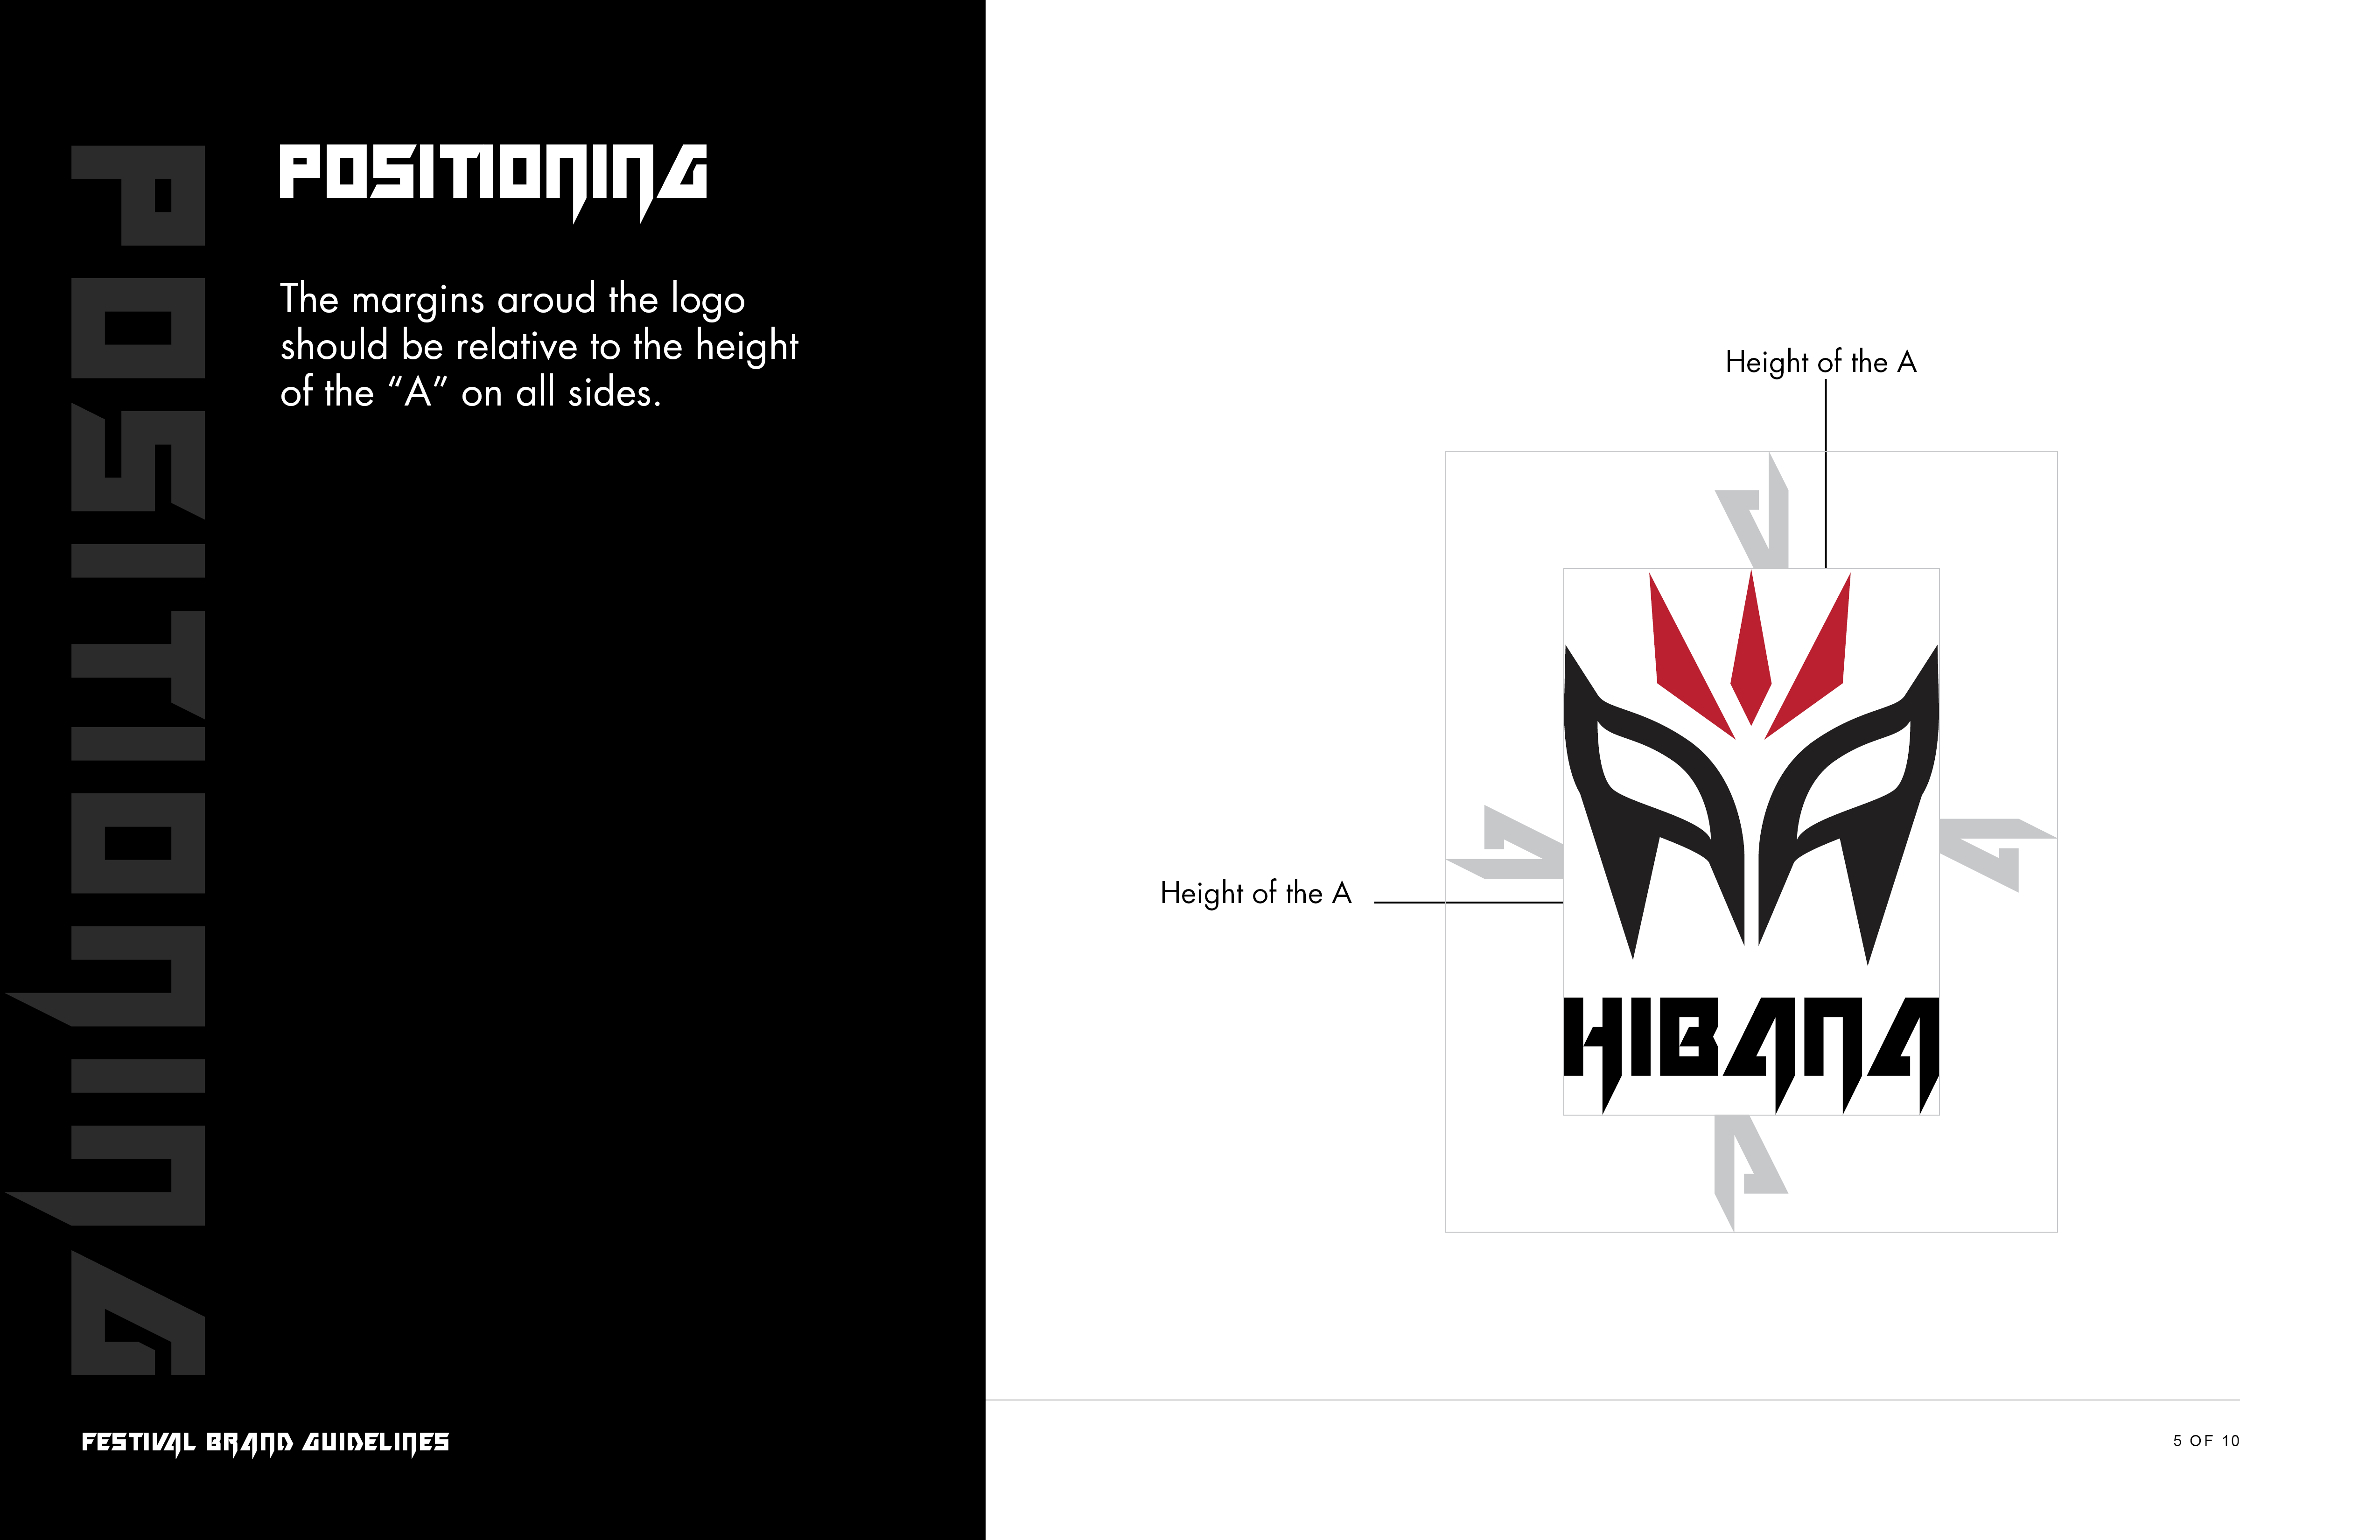 POSITIONING
POSITIONING
The margins aroud the logo
should be relative to the height
of the “A” on all sides.
FESTIVAL BRAND GUIDELINES
Height of the A
A
A
Height of the A
A
HIBANA
A
5 OF 10